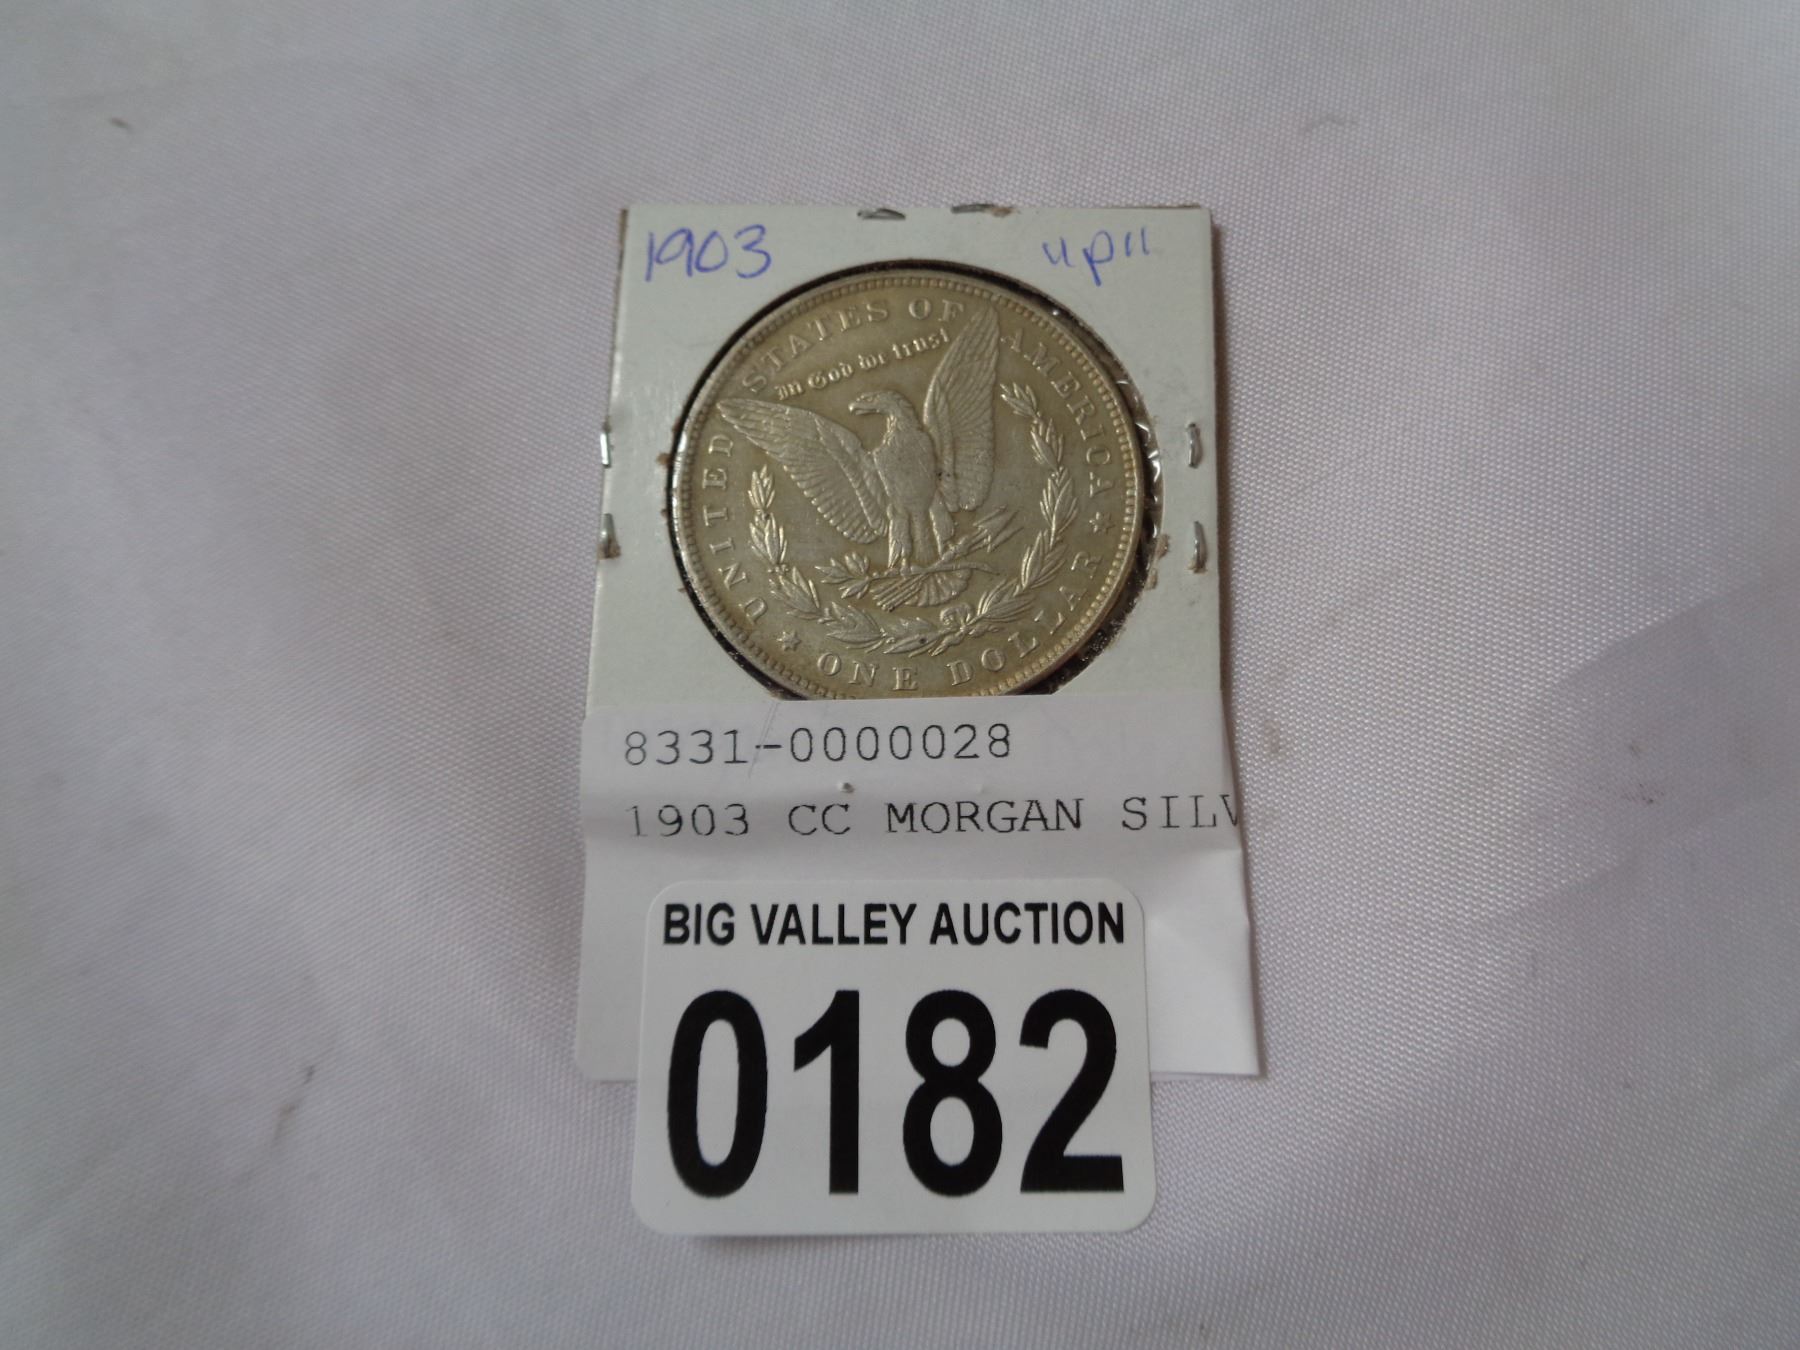 1903 "p"
UNITED STATES OF AMERICA
In God we trust
ONE DOLLAR
8331-0000028
1903 CC MORGAN SILV
BIG VALLEY AUCTION
0182